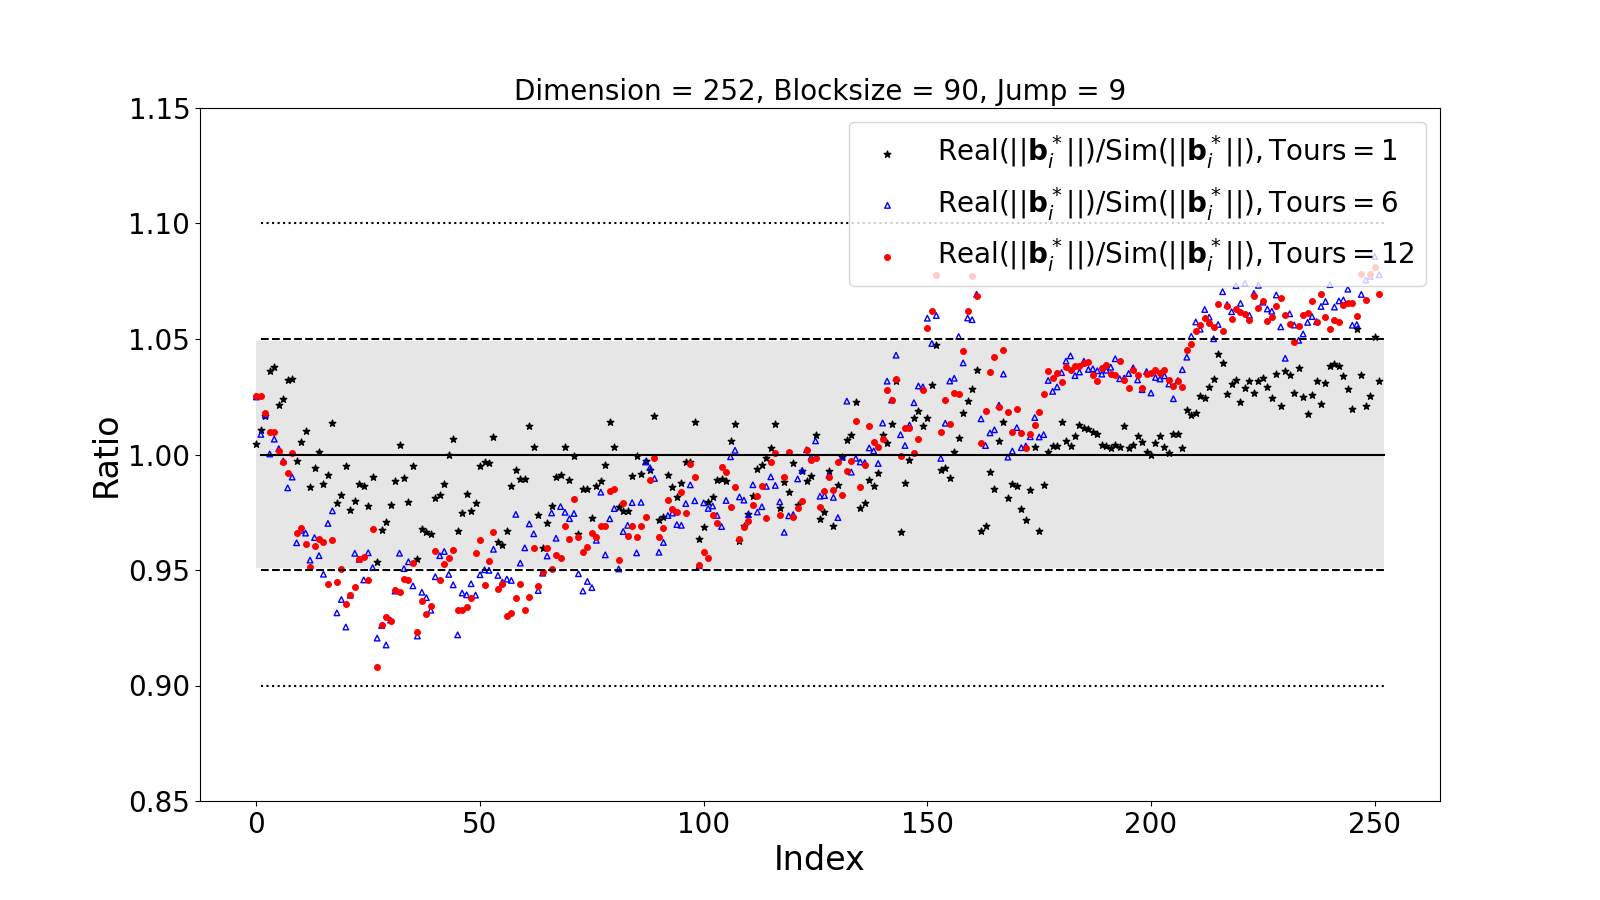 Dimension = 252, Blocksize = 90, Jump = 9
1.15
1.10
1.05
1.00
0.95
0.90
0.85
Ratio
Real(||b_i^*||)/Sim(||b_i^*||), Tours = 1
Real(||b_i^*||)/Sim(||b_i^*||), Tours = 6
Real(||b_i^*||)/Sim(||b_i^*||), Tours = 12
0 50 100 150 200 250
Index